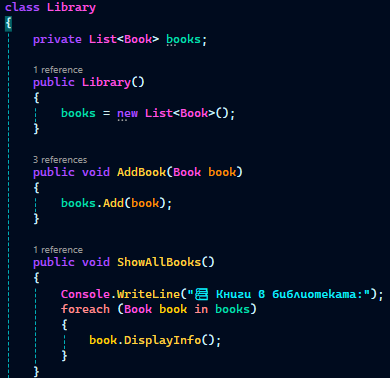 class Library
{
private List<Book> books;
1 reference
public Library()
{
books = new List<Book>();
}
3 references
public void AddBook(Book book)
{
books.Add(book);
}
1 reference
public void ShowAllBooks()
{
Console.WriteLine("📚 Книги в библиотеката:");
foreach (Book book in books)
{
book.DisplayInfo();
}
}